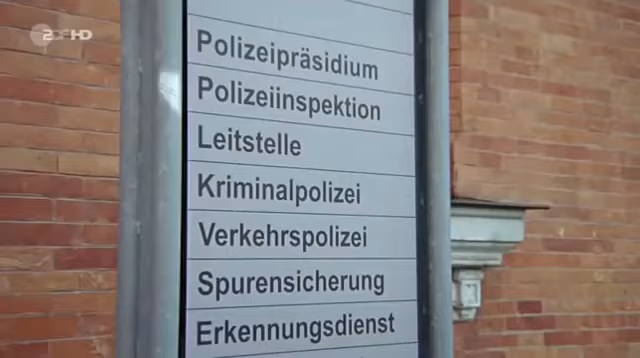 ZDF HD
Polizeipräsidium
Polizeiinspektion
Leitstelle
Kriminalpolizei
Verkehrspolizei
Spurensicherung
Erkennungsdienst